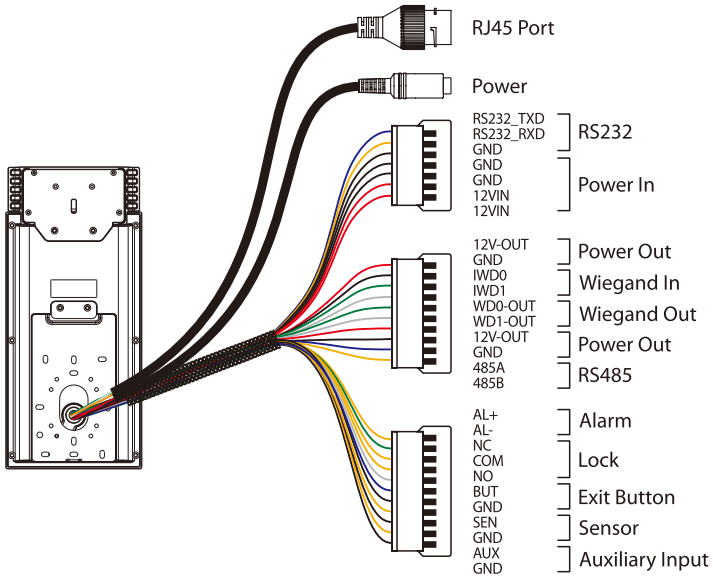 RJ45 Port
Power
RS232_TXD
RS232_RXD
GND
RS232
GND
GND
12VIN
12VIN
Power In
12V-OUT
GND
Power Out
IWD0
IWD1
Wiegand In
WD0-OUT
WD1-OUT
Wiegand Out
12V-OUT
GND
Power Out
485A
485B
RS485
AL+
AL-
Alarm
NC
COM
NO
Lock
BUT
GND
Exit Button
SEN
GND
Sensor
AUX
GND
Auxiliary Input